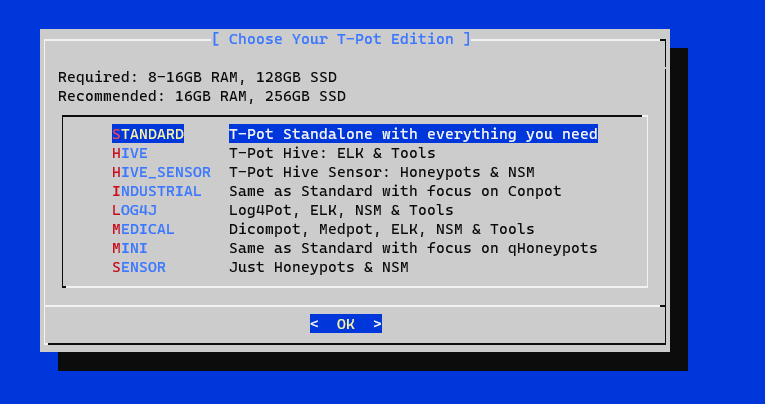 [ Choose Your T-Pot Edition ]
Required: 8-16GB RAM, 128GB SSD
Recommended: 16GB RAM, 256GB SSD
STANDARD T-Pot Standalone with everything you need
HIVE T-Pot Hive: ELK & Tools
HIVE_SENSOR T-Pot Hive Sensor: Honeypots & NSM
INDUSTRIAL Same as Standard with focus on Conpot
LOG4J Log4Pot, ELK, NSM & Tools
MEDICAL Dicompot, Medpot, ELK, NSM & Tools
MINI Same as Standard with focus on qHoneypots
SENSOR Just Honeypots & NSM
< OK >